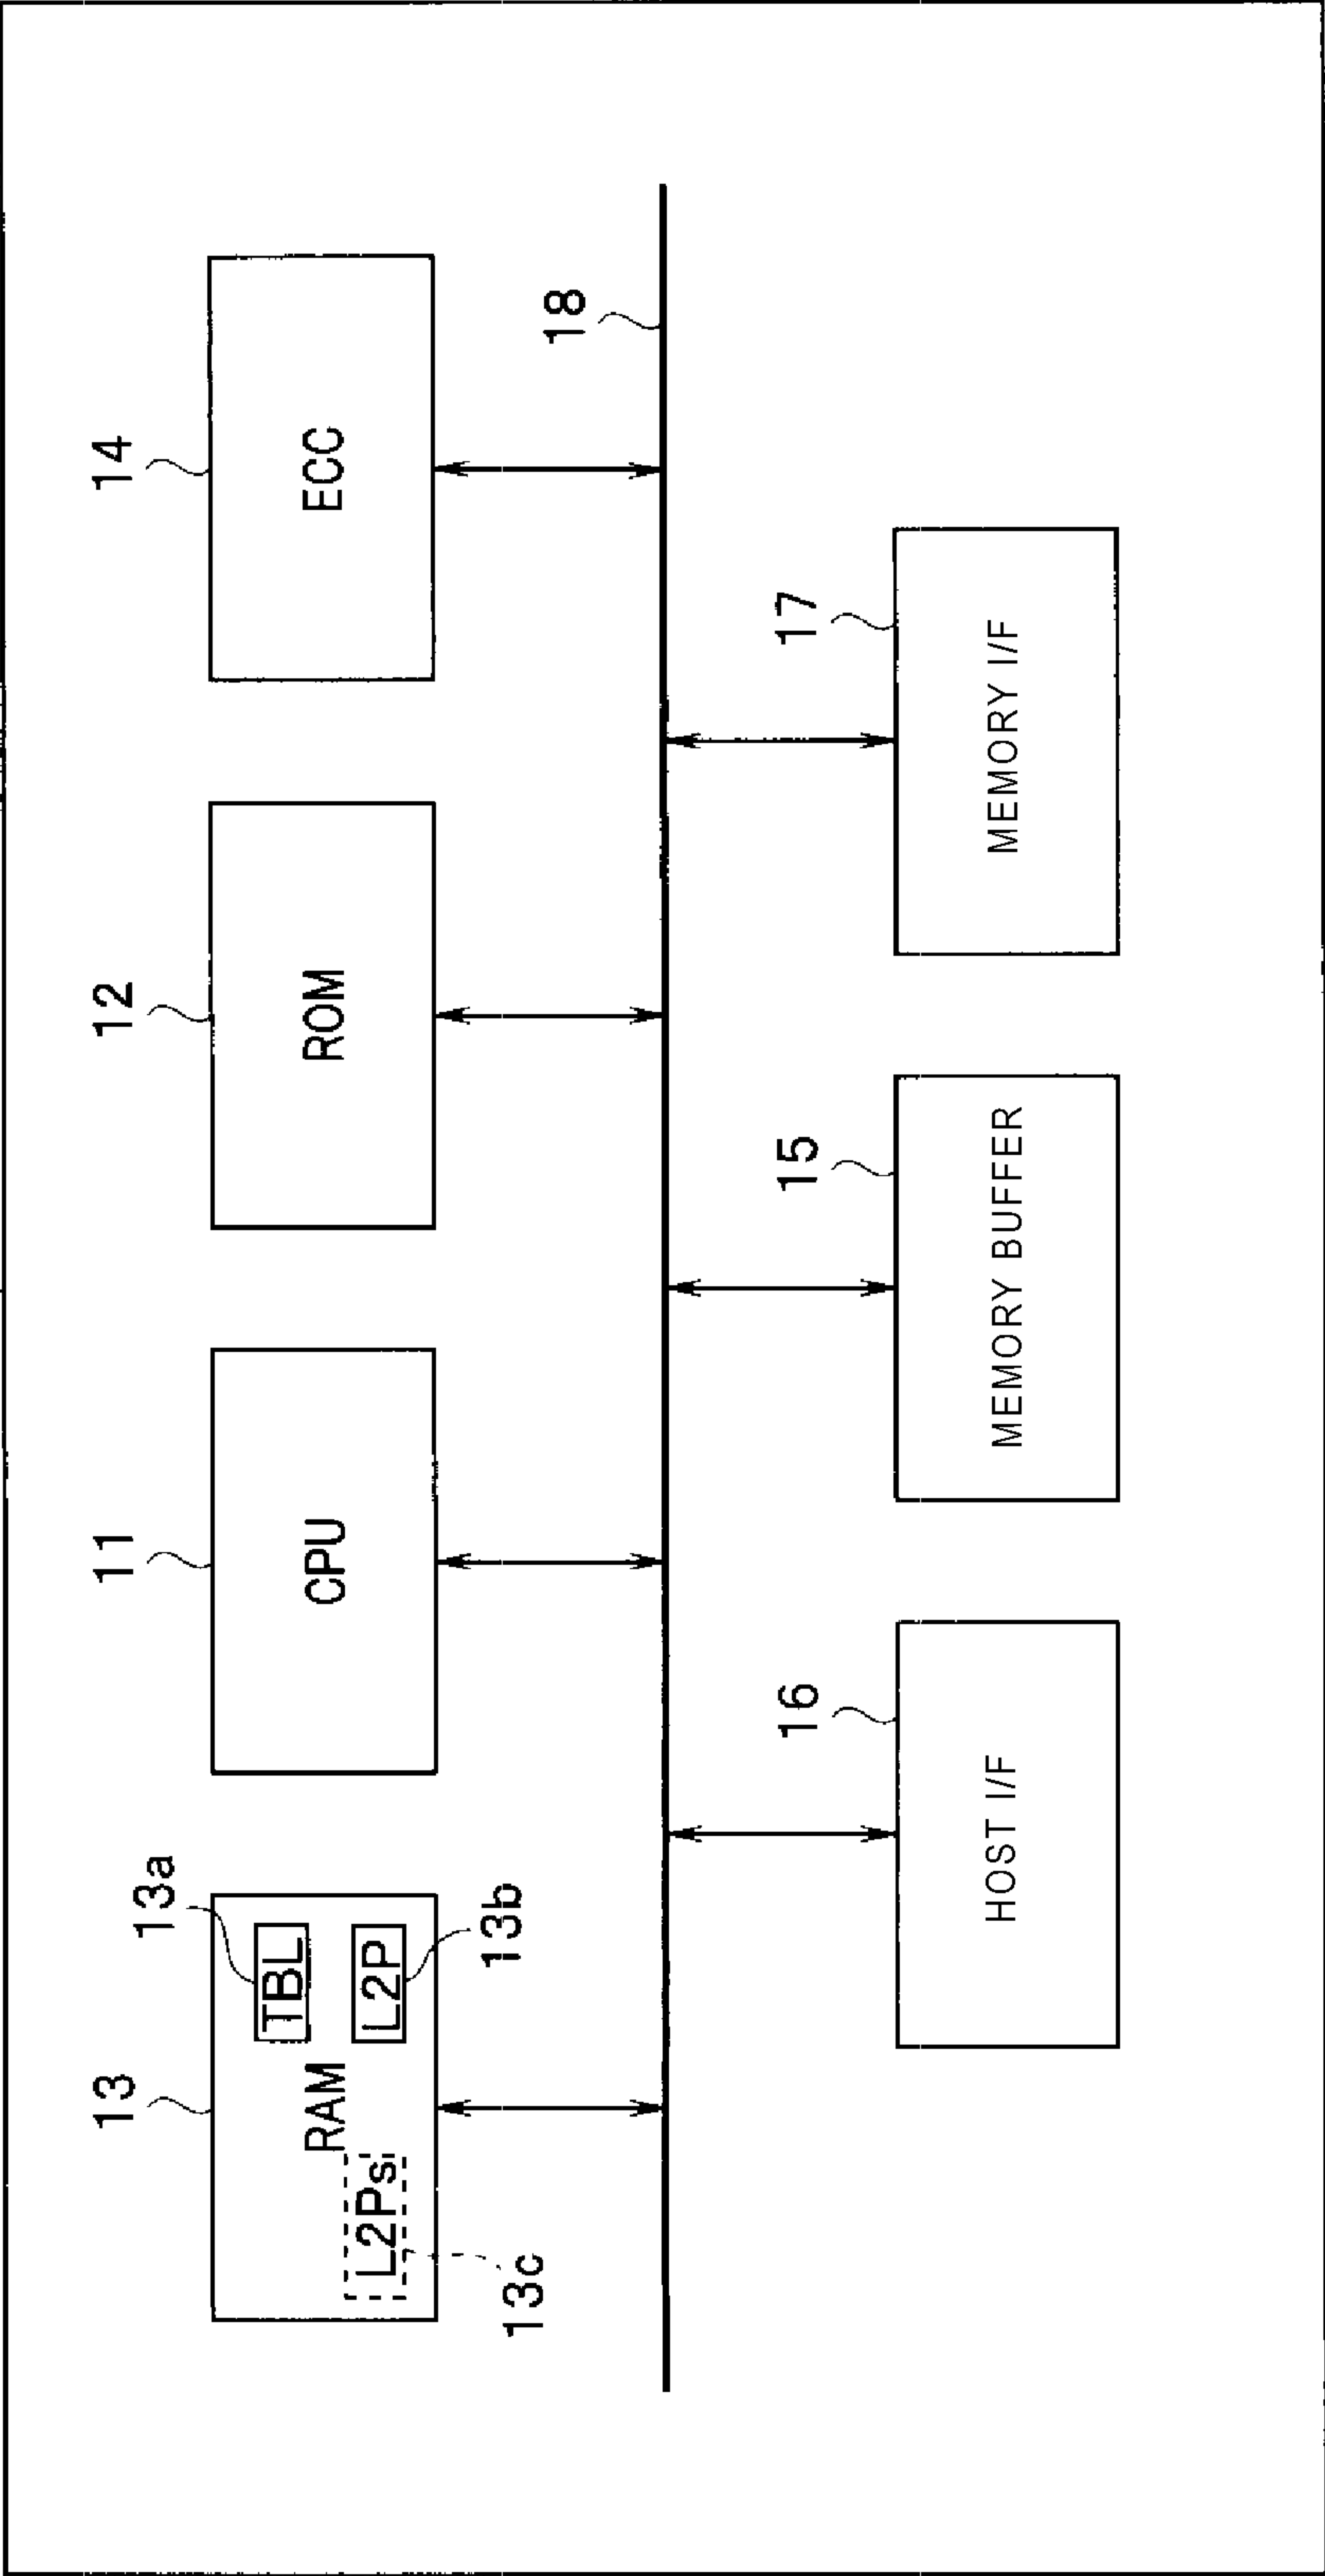 13
11
12
14
13a
TBL
RAM
L2P
L2Ps
13b
13c
CPU
ROM
ECC
18
16
15
17
HOST I/F
MEMORY BUFFER
MEMORY I/F